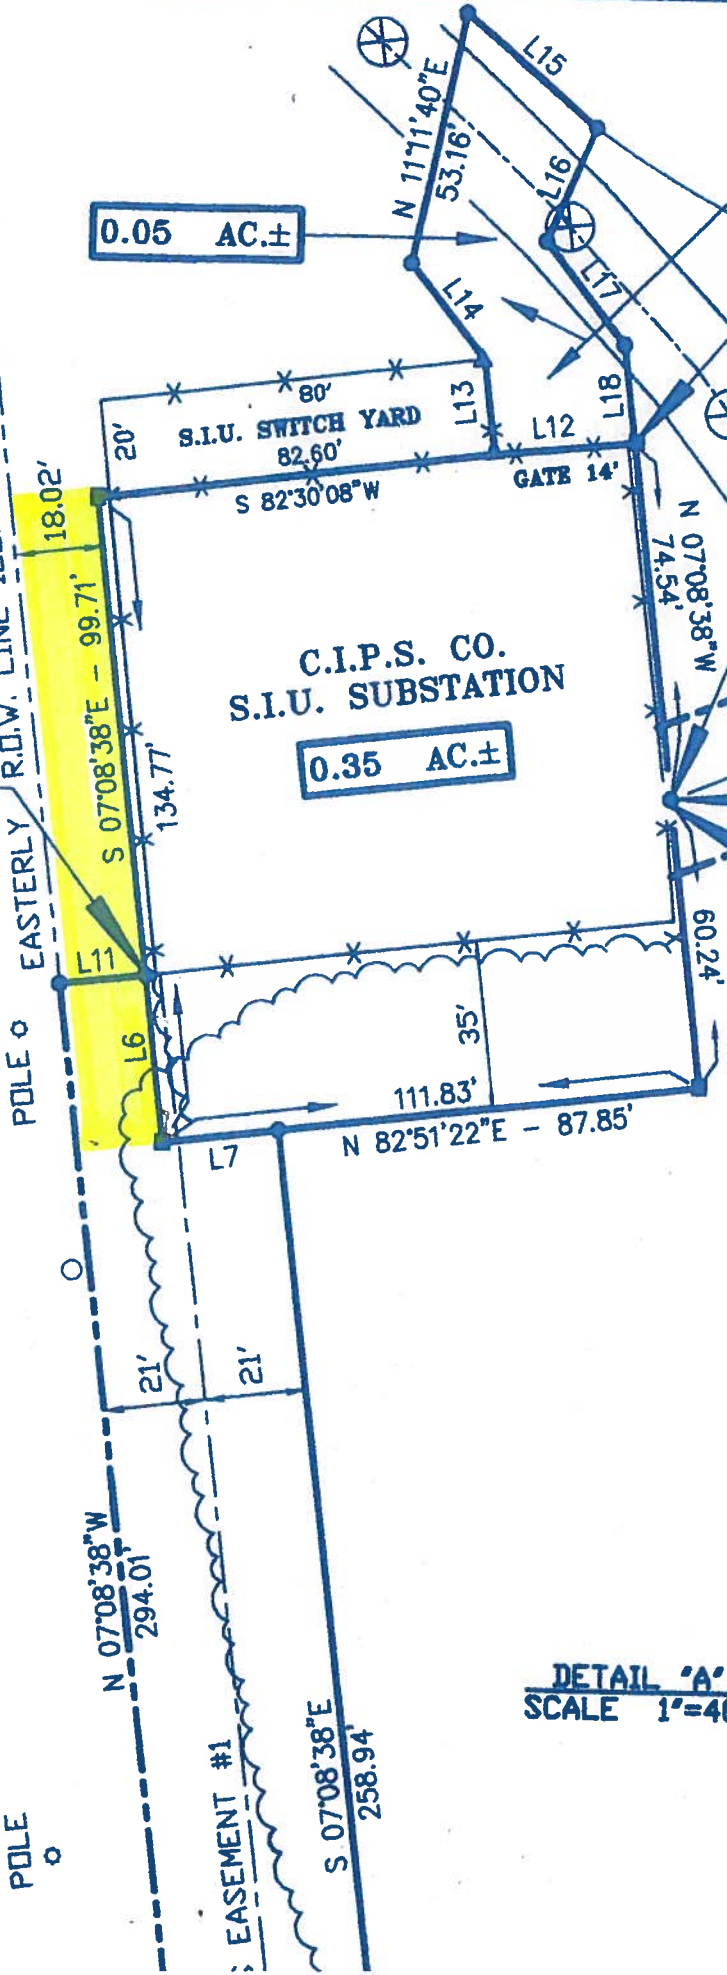 L15
N 11°11'40"E
53.16'
L16
0.05 AC.±
L17
L14
80'
L13
L18
20'
S.I.U. SWITCH YARD
82.60'
L12
GATE 14'
S 82°30'08"W
18.02'
N 07°08'38"W
74.54'
S 07°08'38"E - 99.71'
C.I.P.S. CO.
S.I.U. SUBSTATION
0.35 AC.±
134.77'
EASTERLY R.O.W. LINE
60.24'
L11
POLE
L6
35'
111.83'
N 82°51'22"E - 87.85'
L7
21'
21'
N 07°08'38"W
294.01'
DETAIL "A"
SCALE 1"=40
S 07°08'38"E
258.94'
EASEMENT #1
POLE